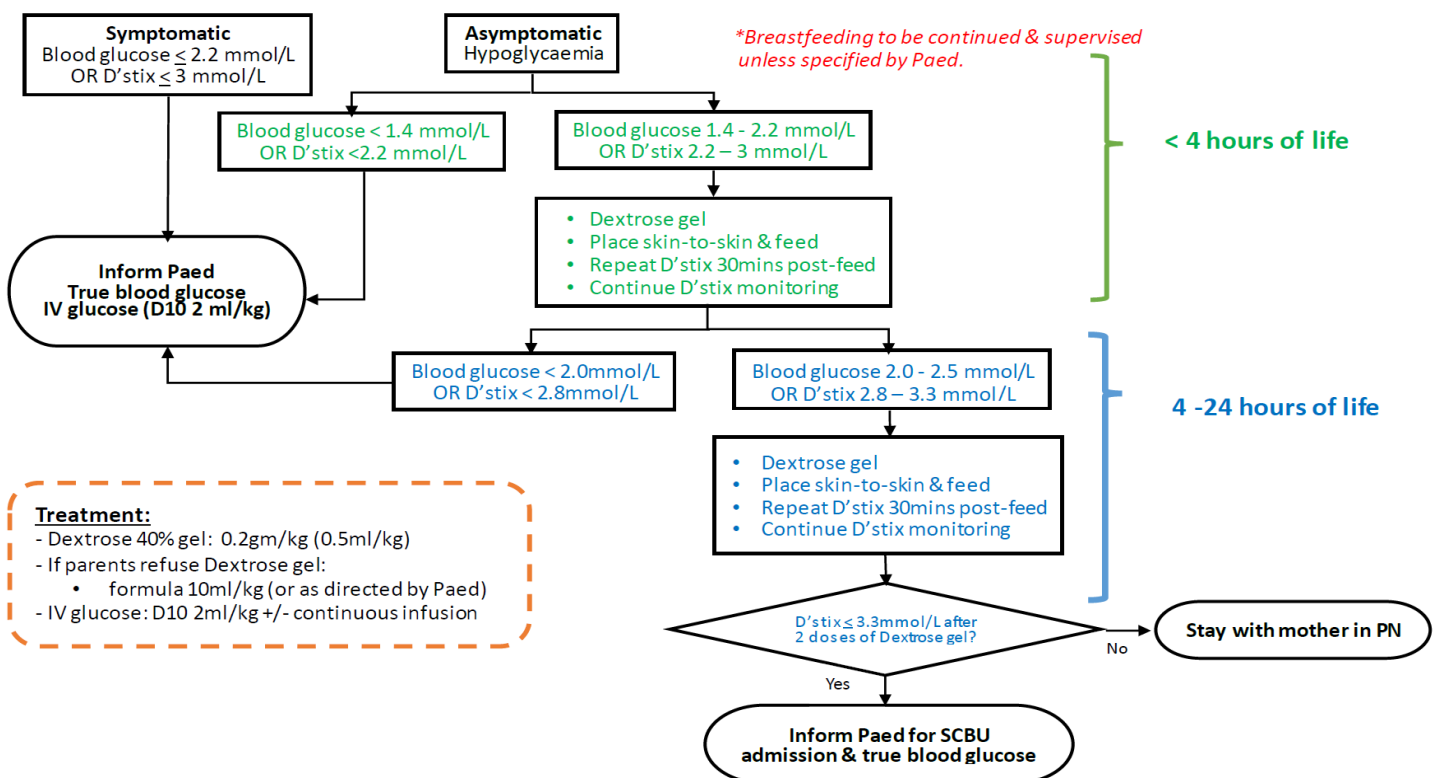 Symptomatic
Blood glucose ≤ 2.2 mmol/L
OR D’stix ≤ 3 mmol/L
Asymptomatic
Hypoglycaemia
*Breastfeeding to be continued & supervised
unless specified by Paed.
Blood glucose < 1.4 mmol/L
OR D’stix <2.2 mmol/L
Blood glucose 1.4 - 2.2 mmol/L
OR D’stix 2.2 – 3 mmol/L
< 4 hours of life
• Dextrose gel
• Place skin-to-skin & feed
• Repeat D’stix 30mins post-feed
• Continue D’stix monitoring
Inform Paed
True blood glucose
IV glucose (D10 2 ml/kg)
Blood glucose < 2.0mmol/L
OR D’stix < 2.8mmol/L
Blood glucose 2.0 - 2.5 mmol/L
OR D’stix 2.8 – 3.3 mmol/L
4 -24 hours of life
• Dextrose gel
• Place skin-to-skin & feed
• Repeat D’stix 30mins post-feed
• Continue D’stix monitoring
Treatment:
- Dextrose 40% gel: 0.2gm/kg (0.5ml/kg)
- If parents refuse Dextrose gel:
• formula 10ml/kg (or as directed by Paed)
- IV glucose: D10 2ml/kg +/- continuous infusion
D’stix ≤ 3.3mmol/L after
2 doses of Dextrose gel?
No
Stay with mother in PN
Yes
Inform Paed for SCBU
admission & true blood glucose